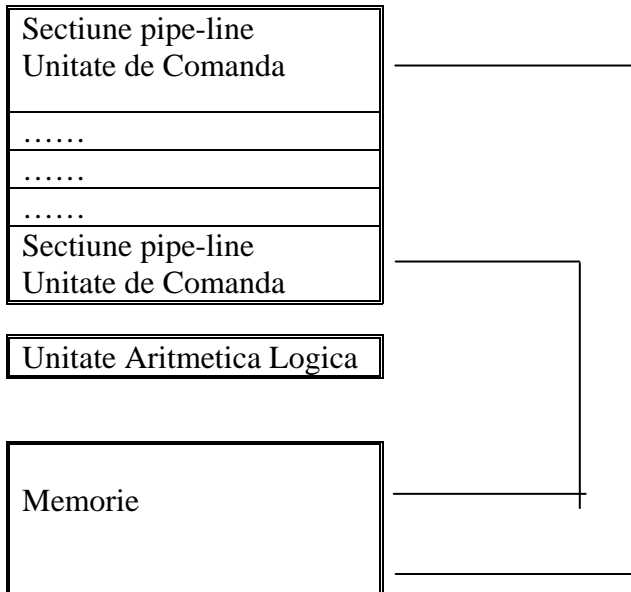 Sectiune pipe-line
Unitate de Comanda
……
……
……
Sectiune pipe-line
Unitate de Comanda
Unitate Aritmetica Logica
Memorie